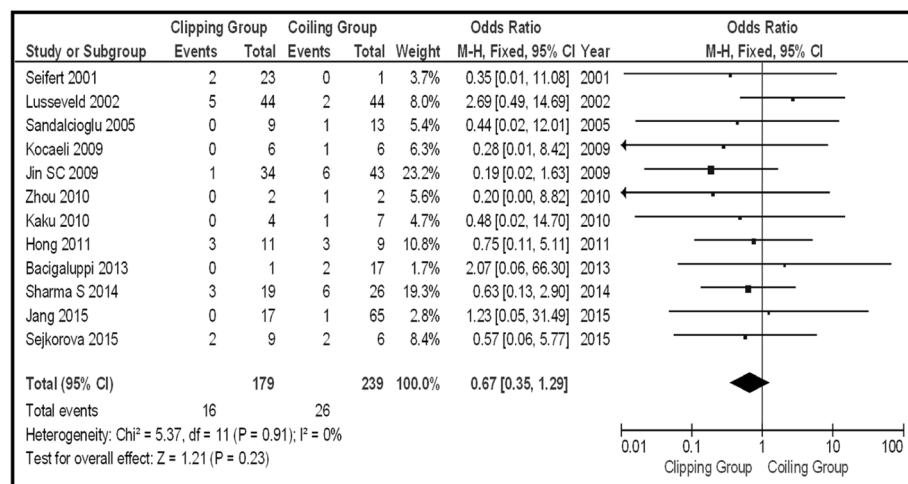 Clipping Group Coiling Group Odds Ratio Odds Ratio
Study or Subgroup Events Total Events Total Weight M-H, Fixed, 95% CI Year M-H, Fixed, 95% CI
Seifert 2001 2 23 0 1 3.7% 0.35 [0.01, 11.08] 2001
Lusseveld 2002 5 44 2 44 8.0% 2.69 [0.49, 14.69] 2002
Sandalcioglu 2005 0 9 1 13 5.4% 0.44 [0.02, 12.01] 2005
Kocaeli 2009 0 6 1 6 6.3% 0.28 [0.01, 8.42] 2009
Jin SC 2009 1 34 6 43 23.2% 0.19 [0.02, 1.63] 2009
Zhou 2010 0 2 1 2 5.6% 0.20 [0.00, 8.82] 2010
Kaku 2010 0 4 1 7 4.7% 0.48 [0.02, 14.70] 2010
Hong 2011 3 11 3 9 10.8% 0.75 [0.11, 5.11] 2011
Bacigaluppi 2013 0 1 2 17 1.7% 2.07 [0.06, 66.30] 2013
Sharma S 2014 3 19 6 26 19.3% 0.63 [0.13, 2.90] 2014
Jang 2015 0 17 1 65 2.8% 1.23 [0.05, 31.49] 2015
Sejkorova 2015 2 9 2 6 8.4% 0.57 [0.06, 5.77] 2015
Total (95% CI) 179 239 100.0% 0.67 [0.35, 1.29]
Total events 16 26
Heterogeneity: Chi² = 5.37, df = 11 (P = 0.91); I² = 0%
Test for overall effect: Z = 1.21 (P = 0.23)
0.01 0.1 1 10 100
Clipping Group Coiling Group